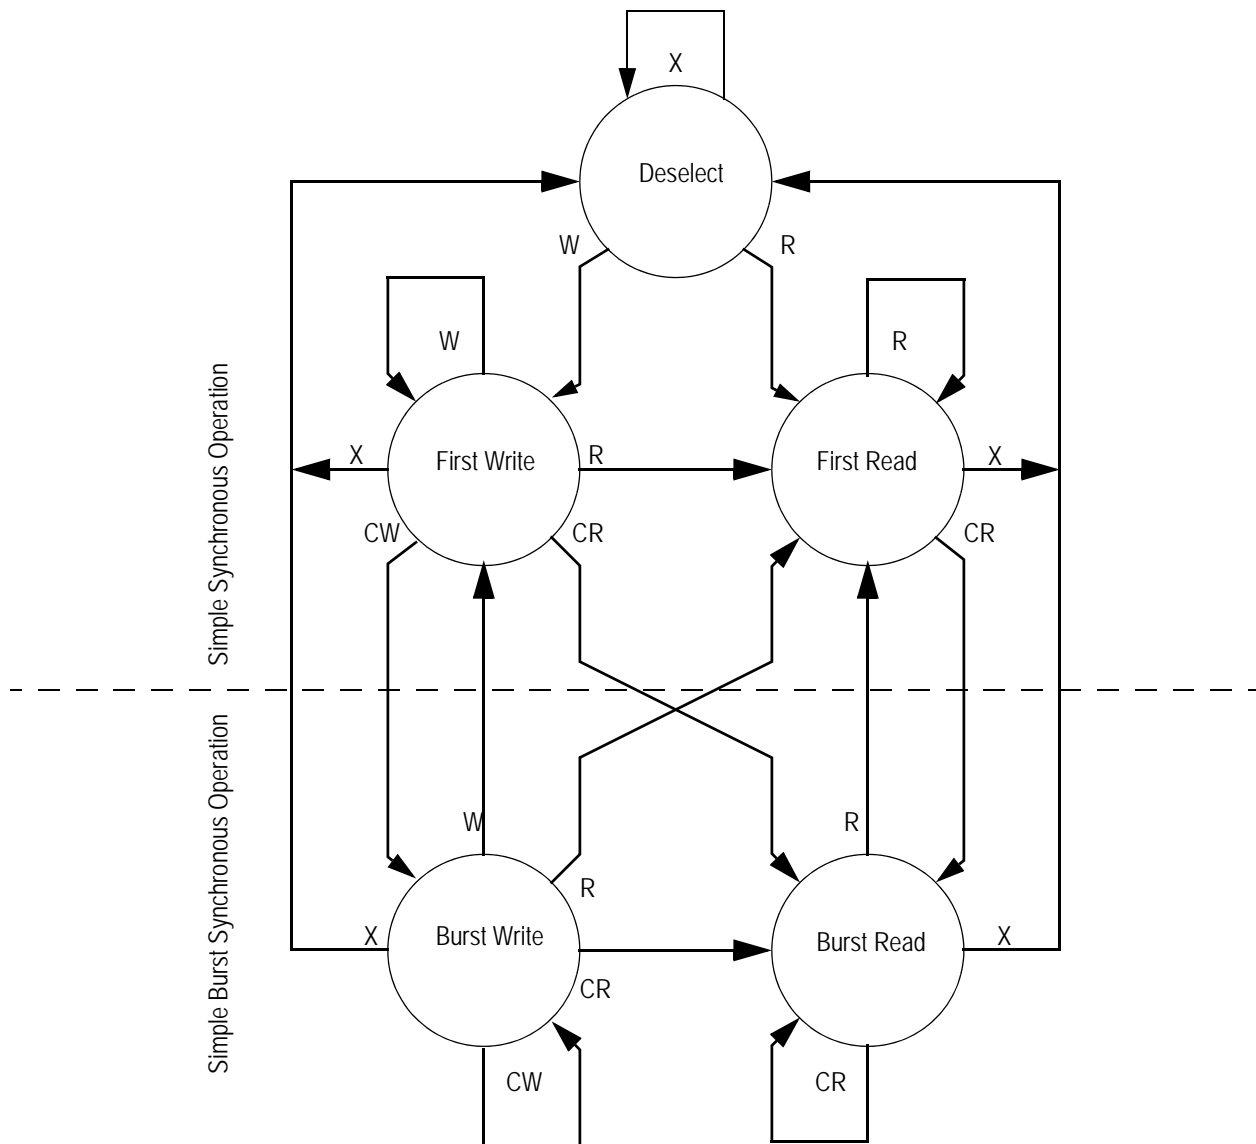 X
Deselect
W
R
W
R
Simple Synchronous Operation
X
First Write
R
First Read
X
CW
CR
CR
Simple Burst Synchronous Operation
W
R
R
X
Burst Write
Burst Read
X
CR
CW
CR